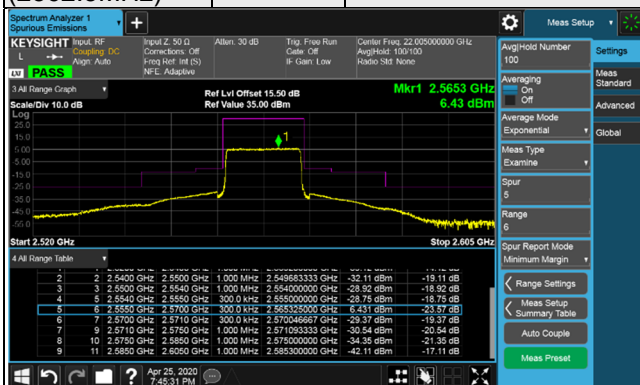 (2562.5MHz)
Spectrum Analyzer 1
Spurious Emissions
Meas Setup
KEYSIGHT
Input: RF
Coupling: DC
Align: Auto
Input Z: 50 Ω
Corrections: Off
Freq Ref: Int (S)
NFE: Adaptive
Atten: 30 dB
Trig: Free Run
Gate: Off
IF Gain: Low
Center Freq: 22.005000000 GHz
Avg|Hold: 100/100
Radio Std: None
L
LXI
PASS
3 All Range Graph
Scale/Div 10.0 dB
Ref Lvl Offset 15.50 dB
Ref Value 35.00 dBm
Mkr1 2.5653 GHz
6.43 dBm
Log
25.0
15.0
5.00
-5.00
-15.0
-25.0
-35.0
-45.0
-55.0
1
Start 2.520 GHz
Stop 2.605 GHz
4 All Range Table
2 2 2.5400 GHz 2.5500 GHz 1.000 MHz 2.549683333 GHz -32.11 dBm -19.11 dB
3 3 2.5500 GHz 2.5540 GHz 1.000 MHz 2.554000000 GHz -28.92 dBm -18.92 dB
4 5 2.5540 GHz 2.5550 GHz 300.0 kHz 2.555000000 GHz -28.75 dBm -18.75 dB
5 6 2.5550 GHz 2.5700 GHz 300.0 kHz 2.565325000 GHz 6.431 dBm -23.57 dB
6 7 2.5700 GHz 2.5710 GHz 300.0 kHz 2.570046667 GHz -29.37 dBm -19.37 dB
7 9 2.5710 GHz 2.5750 GHz 1.000 MHz 2.571093333 GHz -30.54 dBm -20.54 dB
8 10 2.5750 GHz 2.5850 GHz 1.000 MHz 2.575000000 GHz -34.35 dBm -21.35 dB
9 11 2.5850 GHz 2.6050 GHz 1.000 MHz 2.585300000 GHz -42.11 dBm -17.11 dB
Apr 25, 2020
7:45:31 PM
Avg|Hold Number
100
Averaging
On
Off
Average Mode
Exponential
Meas Type
Examine
Spur
5
Range
6
Spur Report Mode
Minimum Margin
Range Settings
Meas Setup
Summary Table
Auto Couple
Meas Preset
Settings
Meas
Standard
Advanced
Global